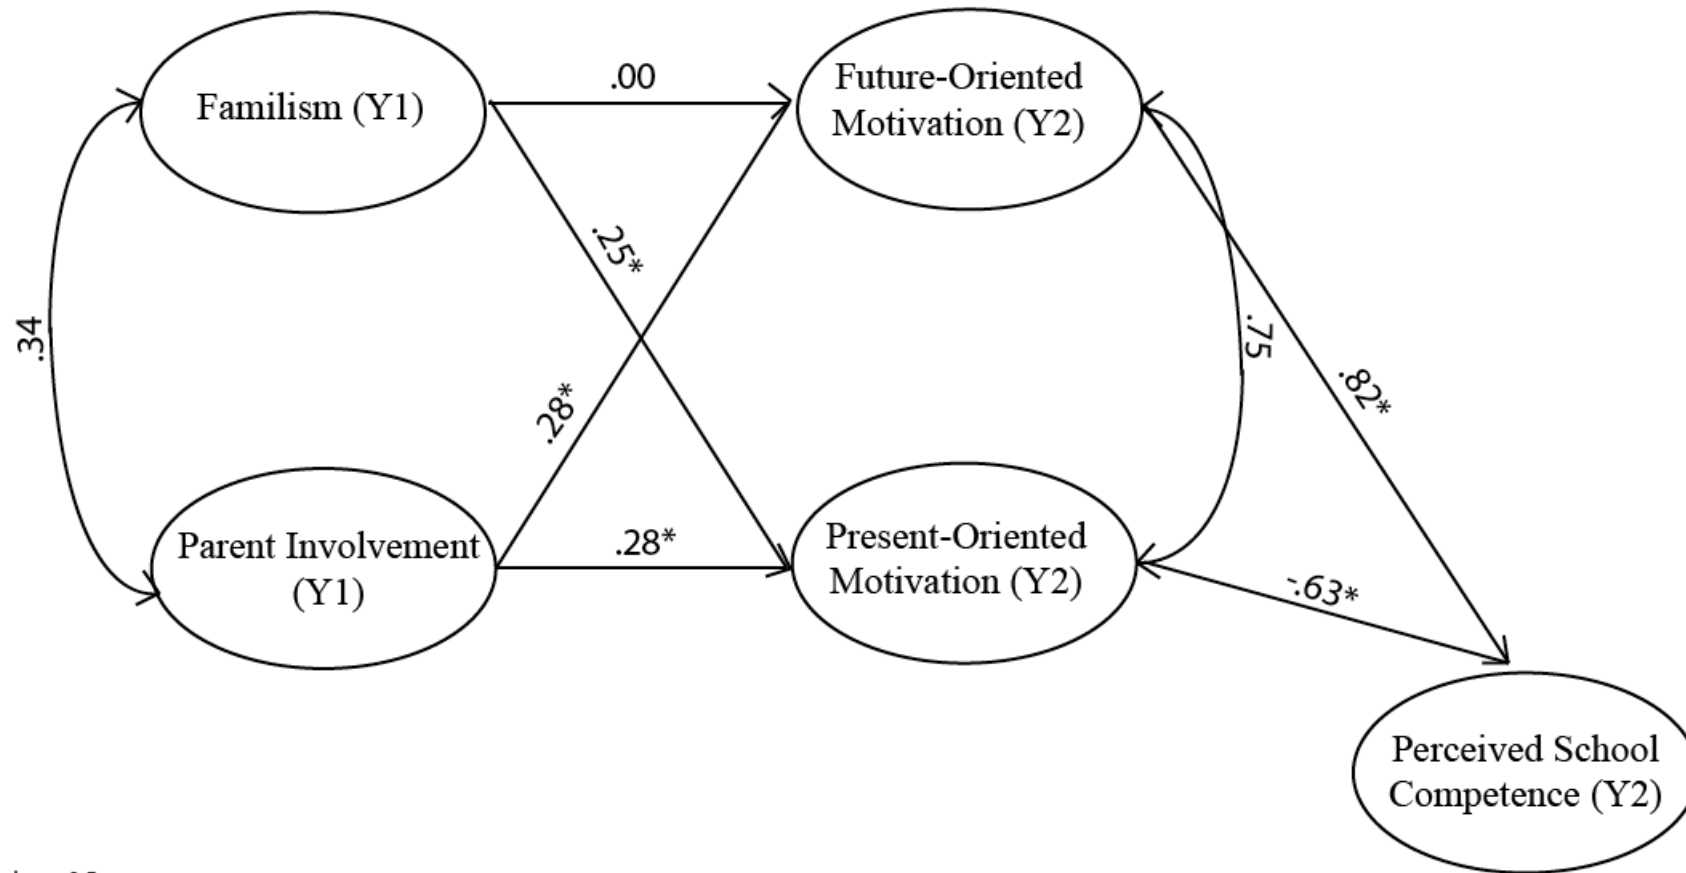 Familism (Y1)
.00
Future-Oriented
Motivation (Y2)
.25*
.34
.75
.82*
.28*
Parent Involvement
(Y1)
.28*
Present-Oriented
Motivation (Y2)
-.63*
Perceived School
Competence (Y2)